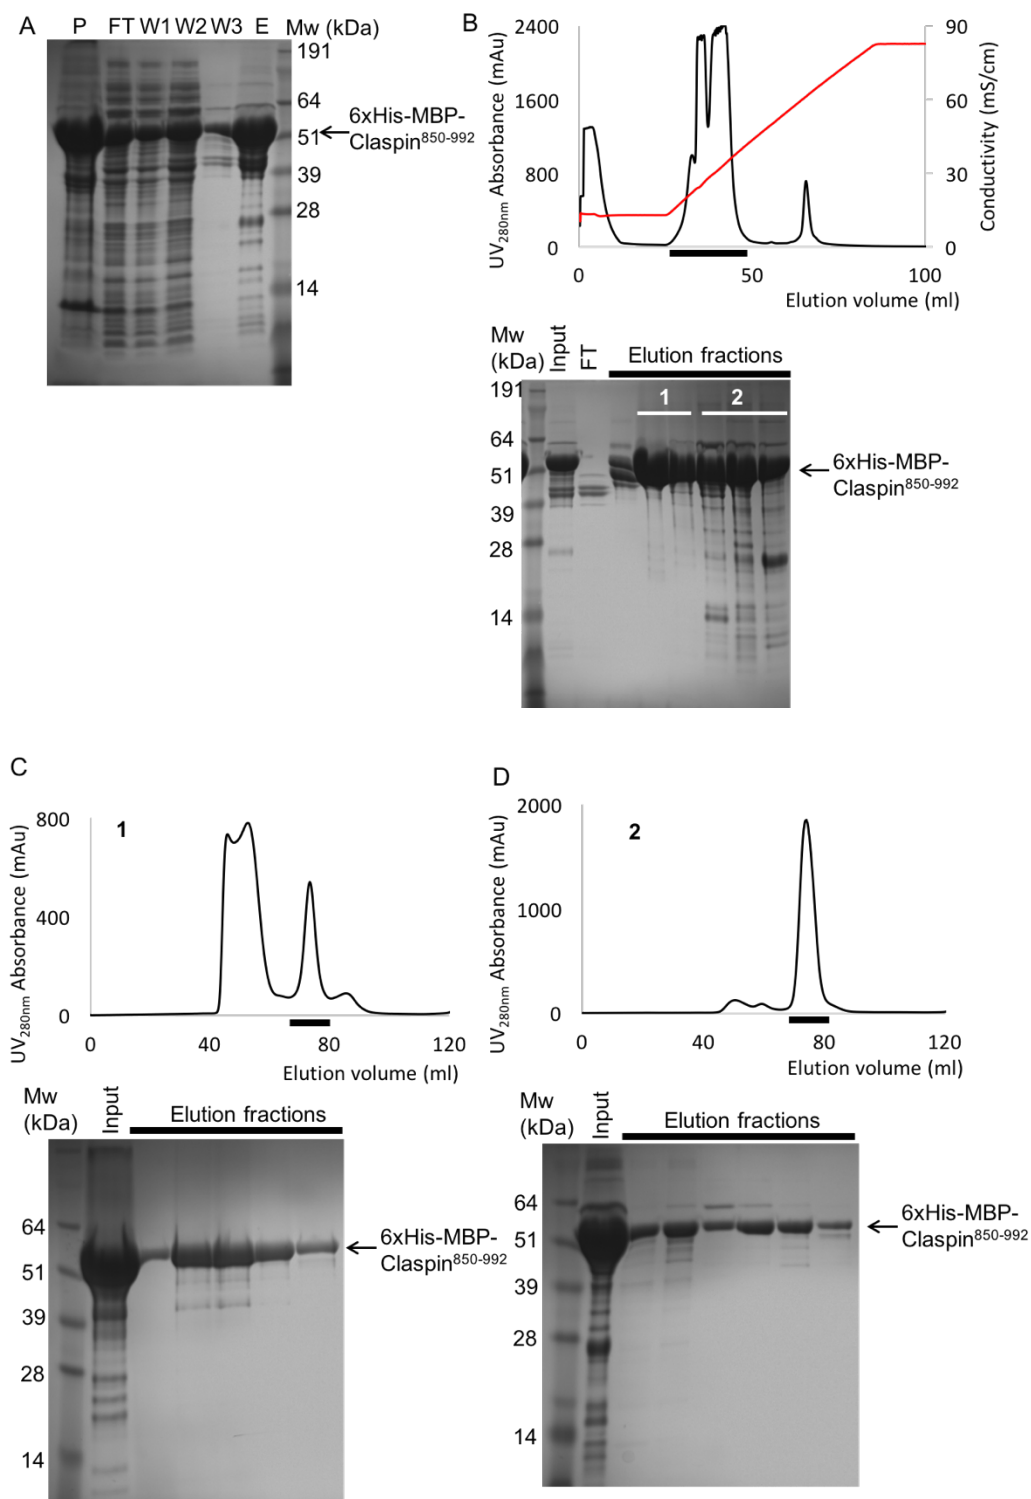 A
P FT W1 W2 W3 E Mw (kDa)
191
64
51
39
28
14
6xHis-MBP-
Claspin850-992
B
2400
1600
800
0
UV280nm Absorbance (mAu)
90
60
30
0
Conductivity (mS/cm)
0 50 100
Elution volume (ml)
Mw
(kDa)
Input
FT
Elution fractions
1 2
191
64
51
39
28
14
6xHis-MBP-
Claspin850-992
C
1
800
400
0
UV280nm Absorbance (mAu)
0 40 80 120
Elution volume (ml)
Mw
(kDa)
Input
Elution fractions
64
51
39
28
14
6xHis-MBP-
Claspin850-992
D
2
2000
1000
0
UV280nm Absorbance (mAu)
0 40 80 120
Elution volume (ml)
Mw
(kDa)
Input
Elution fractions
64
51
39
28
14
6xHis-MBP-
Claspin850-992